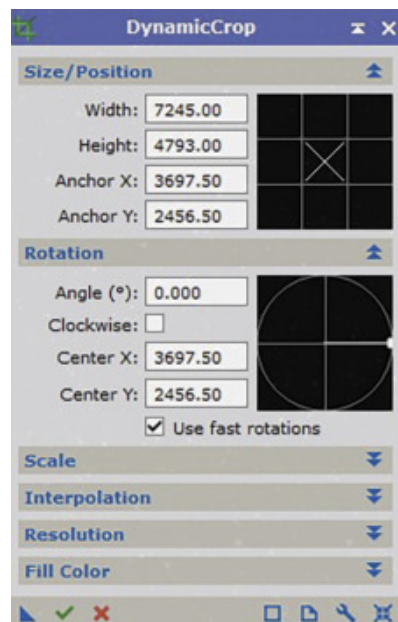 DynamicCrop
Size/Position
Width: 7245.00
Height: 4793.00
Anchor X: 3697.50
Anchor Y: 2456.50
Rotation
Angle (°): 0.000
Clockwise:
Center X: 3697.50
Center Y: 2456.50
Use fast rotations
Scale
Interpolation
Resolution
Fill Color